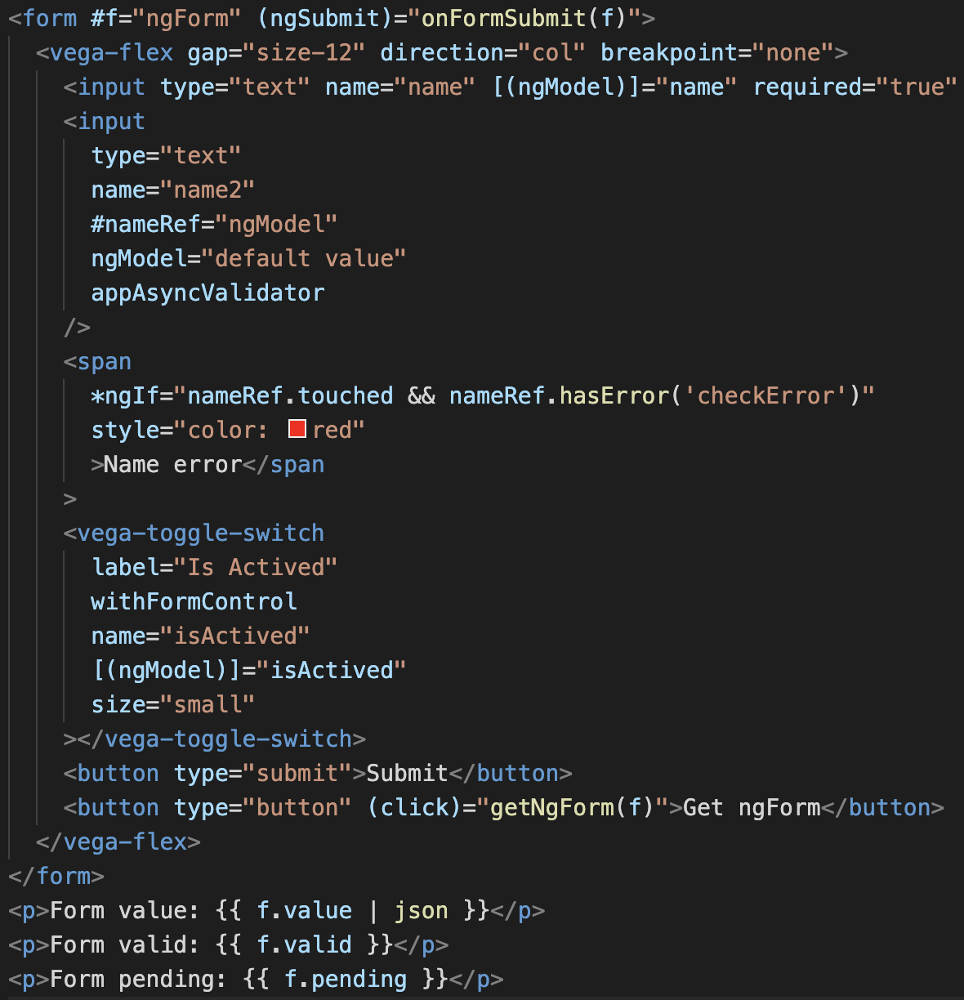 <form #f="ngForm" (ngSubmit)="onFormSubmit(f)">
<vega-flex gap="size-12" direction="col" breakpoint="none">
<input type="text" name="name" [(ngModel)]="name" required="true"
<input
type="text"
name="name2"
#nameRef="ngModel"
ngModel="default value"
appAsyncValidator
/>
<span
*ngIf="nameRef.touched && nameRef.hasError('checkError')"
style="color: red"
>Name error</span
>
<vega-toggle-switch
label="Is Actived"
withFormControl
name="isActived"
[(ngModel)]="isActived"
size="small"
></vega-toggle-switch>
<button type="submit">Submit</button>
<button type="button" (click)="getNgForm(f)">Get ngForm</button>
</vega-flex>
</form>
<p>Form value: {{ f.value | json }}</p>
<p>Form valid: {{ f.valid }}</p>
<p>Form pending: {{ f.pending }}</p>